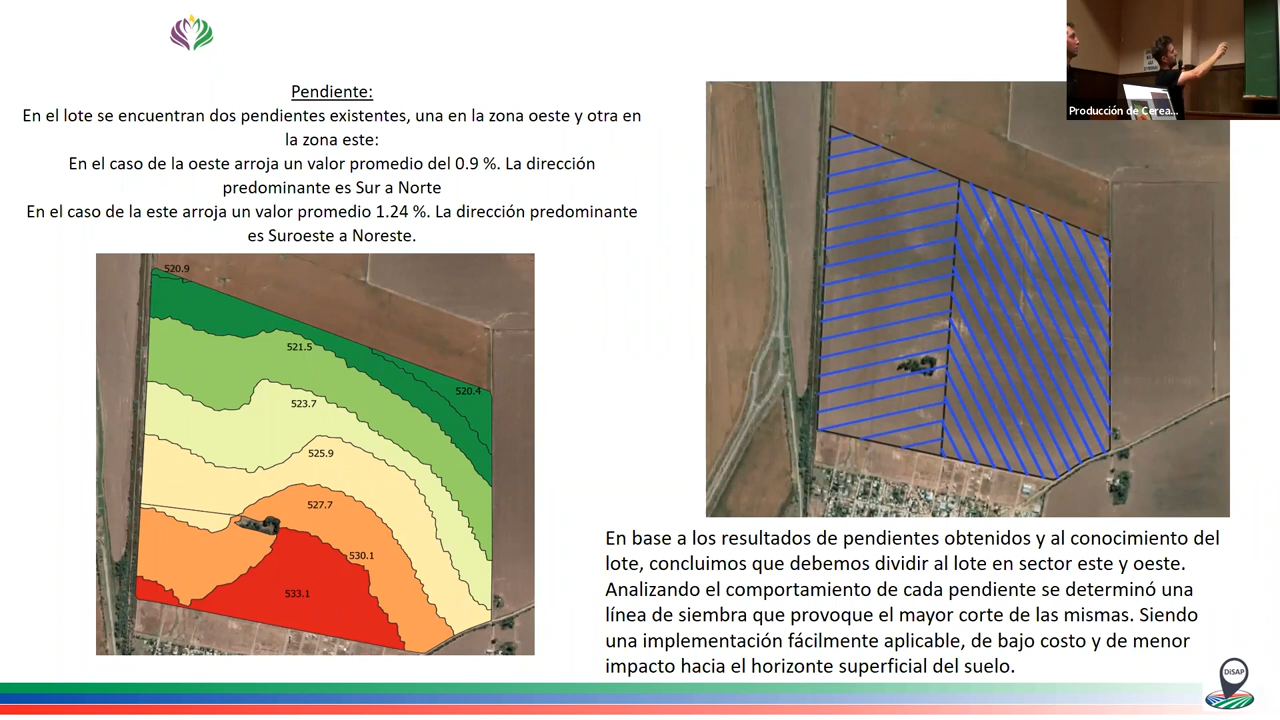 Pendiente:
En el lote se encuentran dos pendientes existentes, una en la zona oeste y otra en
la zona este:
En el caso de la oeste arroja un valor promedio del 0.9 %. La dirección
predominante es Sur a Norte
En el caso de la este arroja un valor promedio 1.24 %. La dirección predominante
es Suroeste a Noreste.
520.9
521.5
520.4
523.7
525.9
527.7
530.1
533.1
Producción de Cerea...
En base a los resultados de pendientes obtenidos y al conocimiento del
lote, concluimos que debemos dividir al lote en sector este y oeste.
Analizando el comportamiento de cada pendiente se determinó una
línea de siembra que provoque el mayor corte de las mismas. Siendo
una implementación fácilmente aplicable, de bajo costo y de menor
impacto hacia el horizonte superficial del suelo.
DiSAP